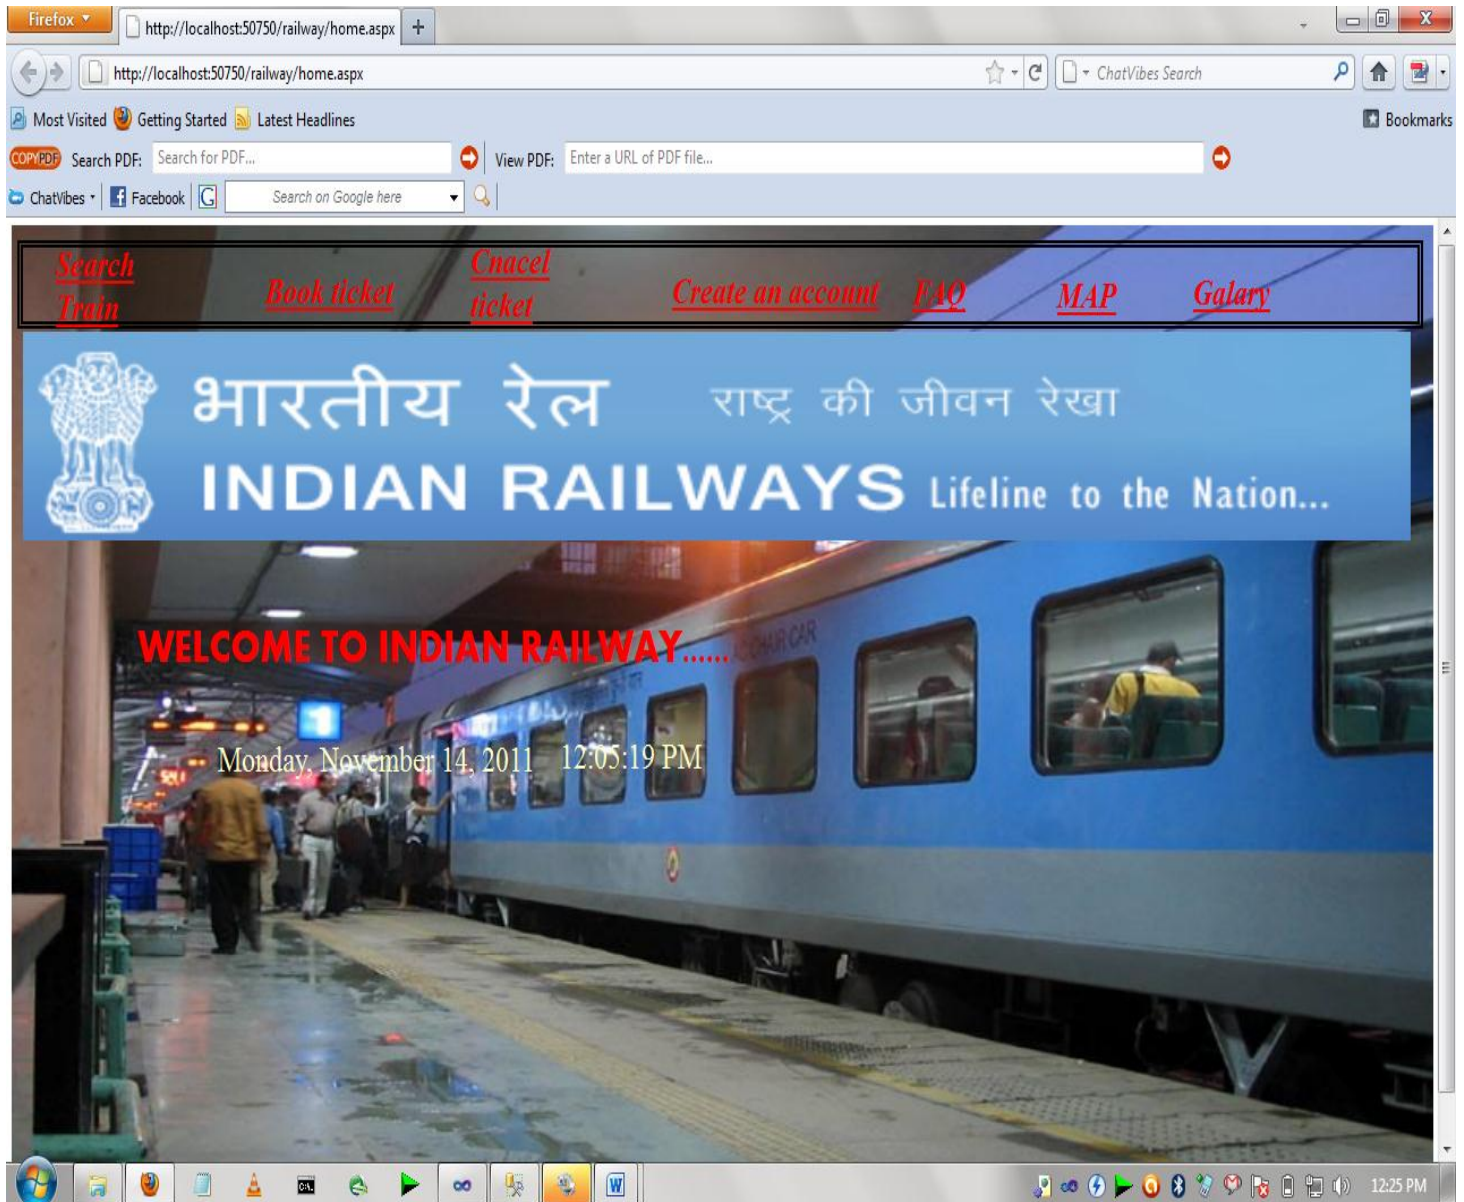 Firefox
http://localhost:50750/railway/home.aspx +
http://localhost:50750/railway/home.aspx
ChatVibes Search
Most Visited Getting Started Latest Headlines Bookmarks
COPYPDF Search PDF: Search for PDF... View PDF: Enter a URL of PDF file...
ChatVibes Facebook G Search on Google here
Search Train
Book ticket
Cnacel ticket
Create an account
FAQ
MAP
Galary
भारतीय रेल राष्ट्र की जीवन रेखा
INDIAN RAILWAYS Lifeline to the Nation...
WELCOME TO INDIAN RAILWAY......
CHAIR CAR
1
Monday, November 14, 2011 12:05:19 PM
12:25 PM